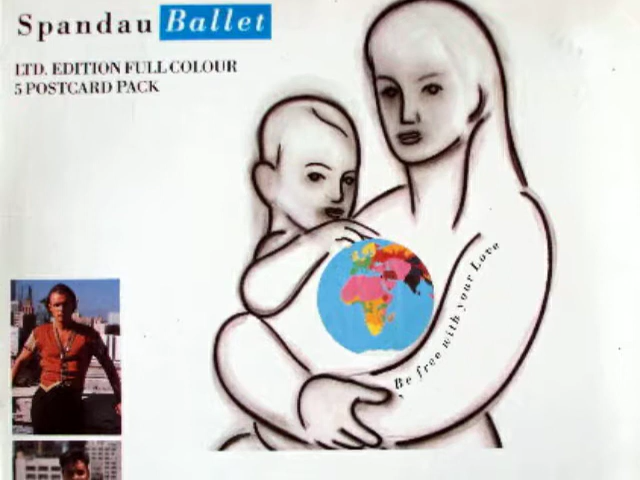 Spandau Ballet
LTD. EDITION FULL COLOUR
5 POSTCARD PACK
Be free with your Love